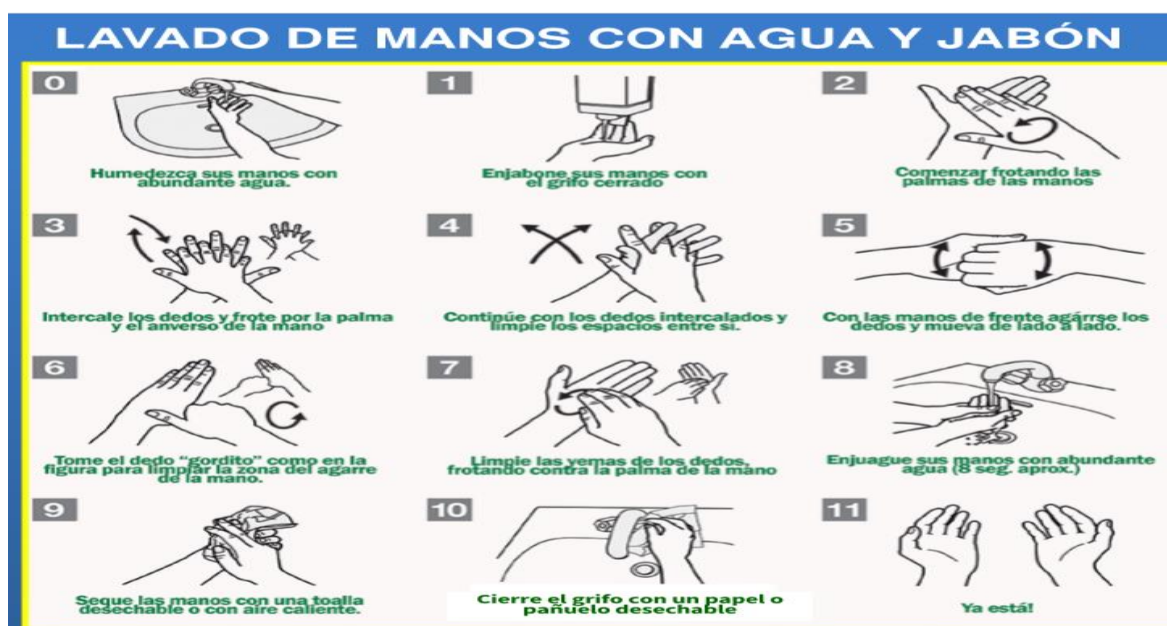 LAVADO DE MANOS CON AGUA Y JABÓN
0
Humedezca sus manos con
abundante agua.
1
Enjabone sus manos con
el grifo cerrado
2
Comenzar frotando las
palmas de las manos
3
Intercale los dedos y frote por la palma
y el anverso de la mano
4
Continúe con los dedos intercalados y
limpie los espacios entre si.
5
Con las manos de frente agárrse los
dedos y mueva de lado a lado.
6
Tome el dedo "gordito" como en la
figura para limpiar la zona del agarre
de la mano.
7
Limpie las yemas de los dedos,
frotando contra la palma de la mano
8
Enjuague sus manos con abundante
agua (8 seg. aprox.)
9
Seque las manos con una toalla
desechable o con aire caliente.
10
Cierre el grifo con un papel o
pañuelo desechable
11
Ya está!